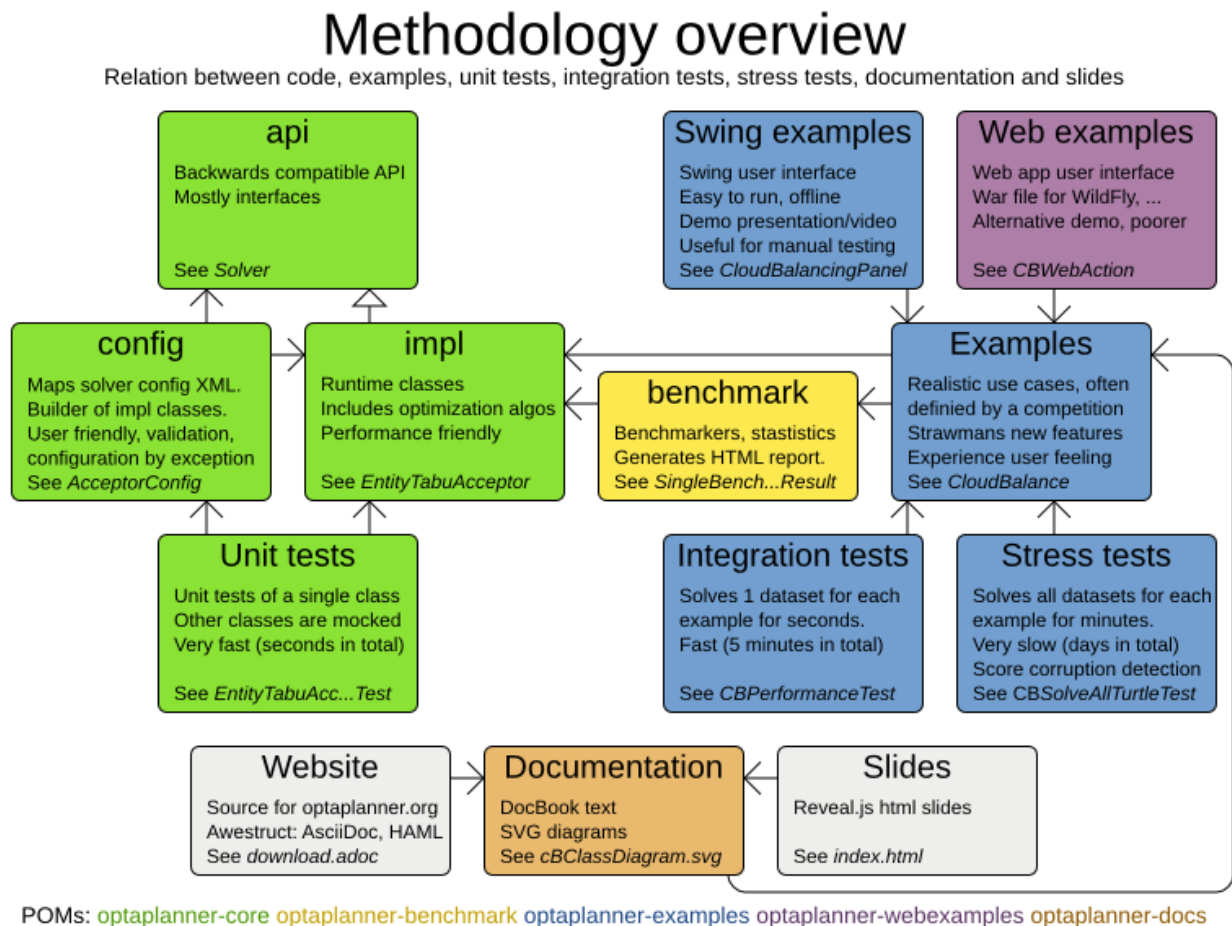 Methodology overview
Relation between code, examples, unit tests, integration tests, stress tests, documentation and slides
api
Backwards compatible API
Mostly interfaces
See Solver
Swing examples
Swing user interface
Easy to run, offline
Demo presentation/video
Useful for manual testing
See CloudBalancingPanel
Web examples
Web app user interface
War file for WildFly, ...
Alternative demo, poorer
See CBWebAction
config
Maps solver config XML.
Builder of impl classes.
User friendly, validation,
configuration by exception
See AcceptorConfig
impl
Runtime classes
Includes optimization algos
Performance friendly
See EntityTabuAcceptor
benchmark
Benchmarkers, stastistics
Generates HTML report.
See SingleBench...Result
Examples
Realistic use cases, often
definied by a competition
Strawmans new features
Experience user feeling
See CloudBalance
Unit tests
Unit tests of a single class
Other classes are mocked
Very fast (seconds in total)
See EntityTabuAcc...Test
Integration tests
Solves 1 dataset for each
example for seconds.
Fast (5 minutes in total)
See CBPerformanceTest
Stress tests
Solves all datasets for each
example for minutes.
Very slow (days in total)
Score corruption detection
See CBSolveAllTurtleTest
Website
Source for optaplanner.org
Awestruct: AsciiDoc, HAML
See download.adoc
Documentation
DocBook text
SVG diagrams
See cBClassDiagram.svg
Slides
Reveal.js html slides
See index.html
POMs: optaplanner-core optaplanner-benchmark optaplanner-examples optaplanner-webexamples optaplanner-docs